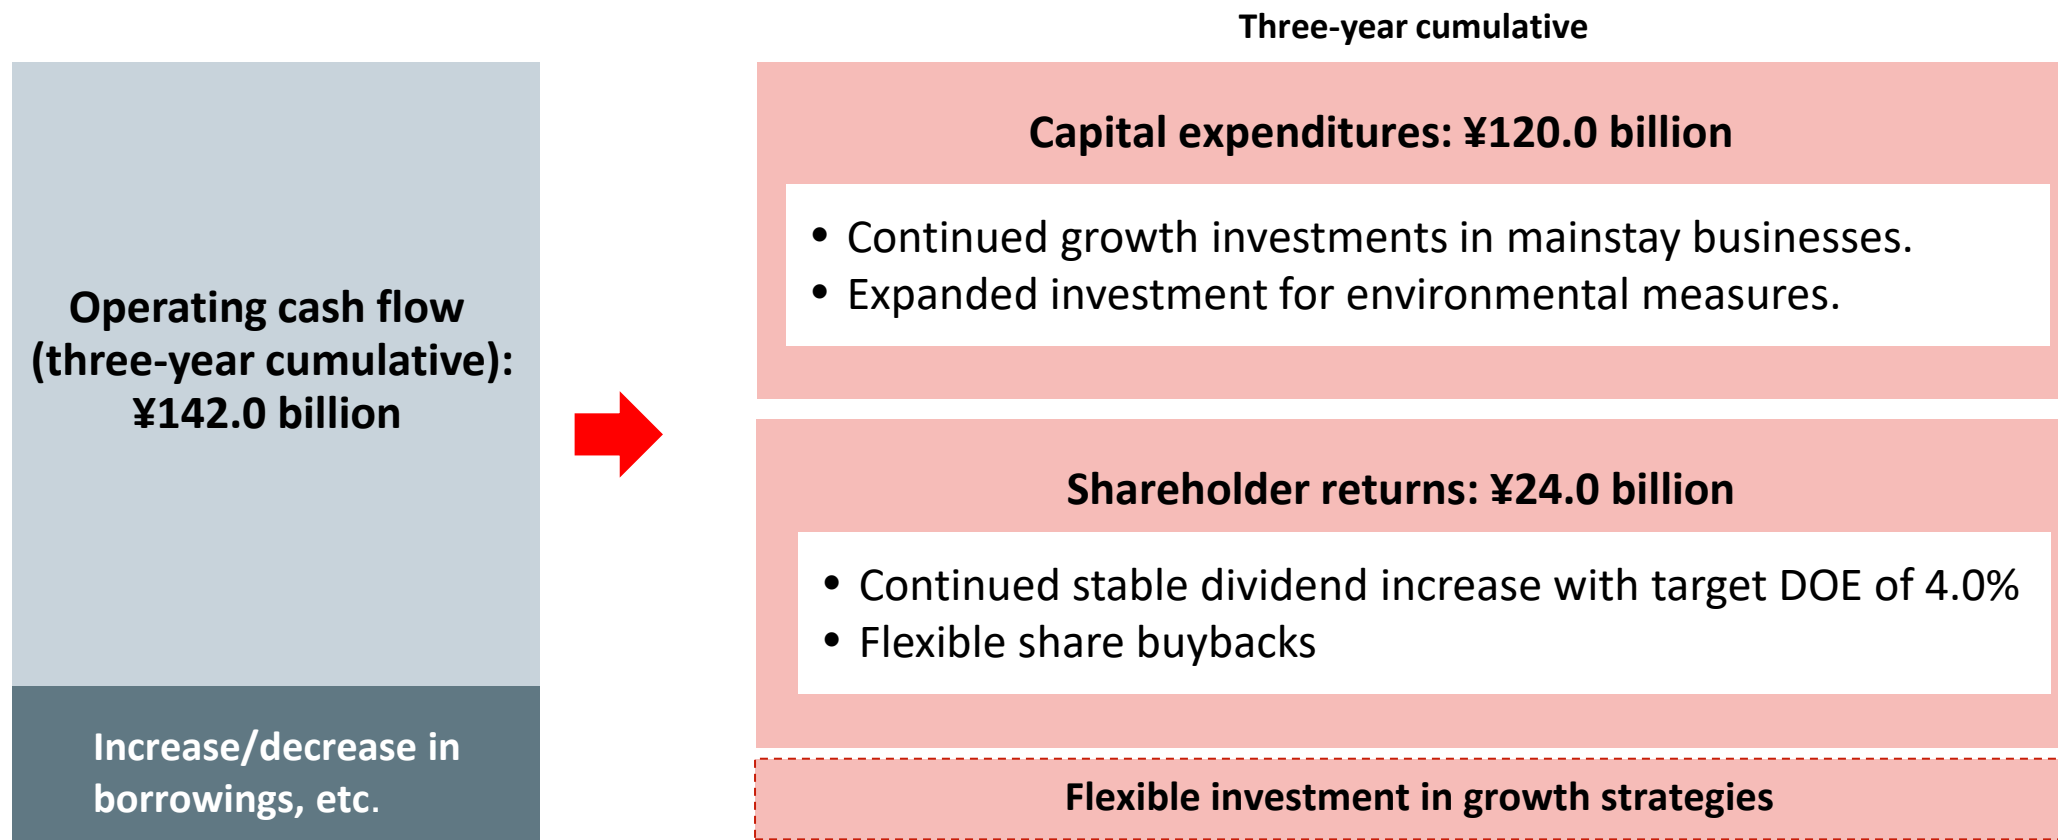 Three-year cumulative
Operating cash flow
(three-year cumulative):
¥142.0 billion
Increase/decrease in
borrowings, etc.
Capital expenditures: ¥120.0 billion
• Continued growth investments in mainstay businesses.
• Expanded investment for environmental measures.
Shareholder returns: ¥24.0 billion
• Continued stable dividend increase with target DOE of 4.0%
• Flexible share buybacks
Flexible investment in growth strategies